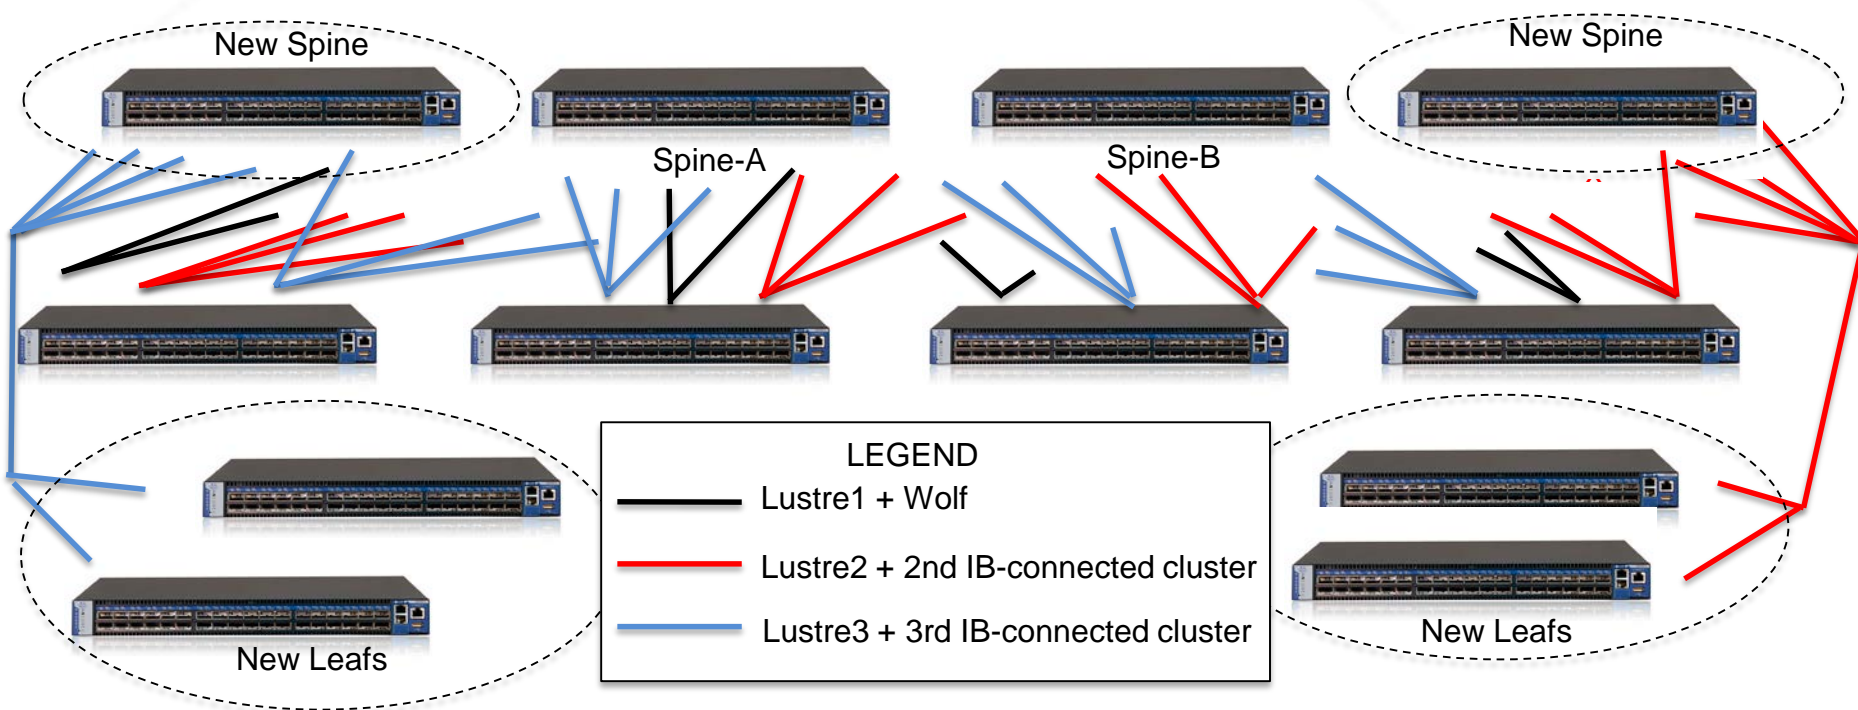 New Spine
New Spine
Spine-A
Spine-B
LEGEND
Lustre1 + Wolf
Lustre2 + 2nd IB-connected cluster
Lustre3 + 3rd IB-connected cluster
New Leafs
New Leafs